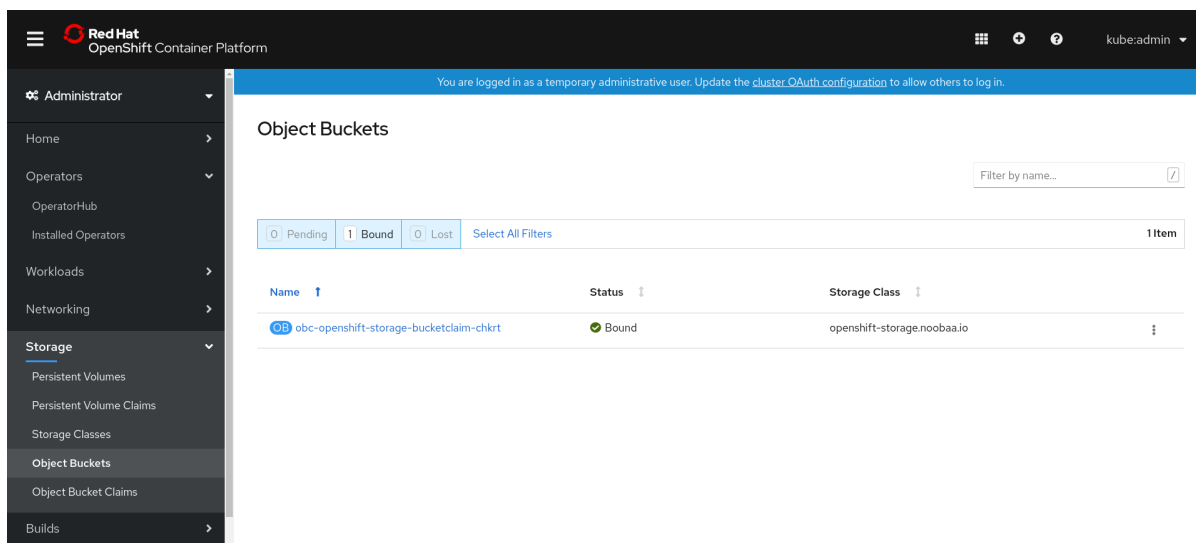 Red Hat
OpenShift Container Platform
kube:admin
Administrator
You are logged in as a temporary administrative user. Update the cluster OAuth configuration to allow others to log in.
Home
Operators
OperatorHub
Installed Operators
Workloads
Networking
Storage
Persistent Volumes
Persistent Volume Claims
Storage Classes
Object Buckets
Object Bucket Claims
Builds
Object Buckets
Filter by name... /
0 Pending 1 Bound 0 Lost Select All Filters 1 Item
Name Status Storage Class
OB obc-openshift-storage-bucketclaim-chkrt Bound openshift-storage.noobaa.io